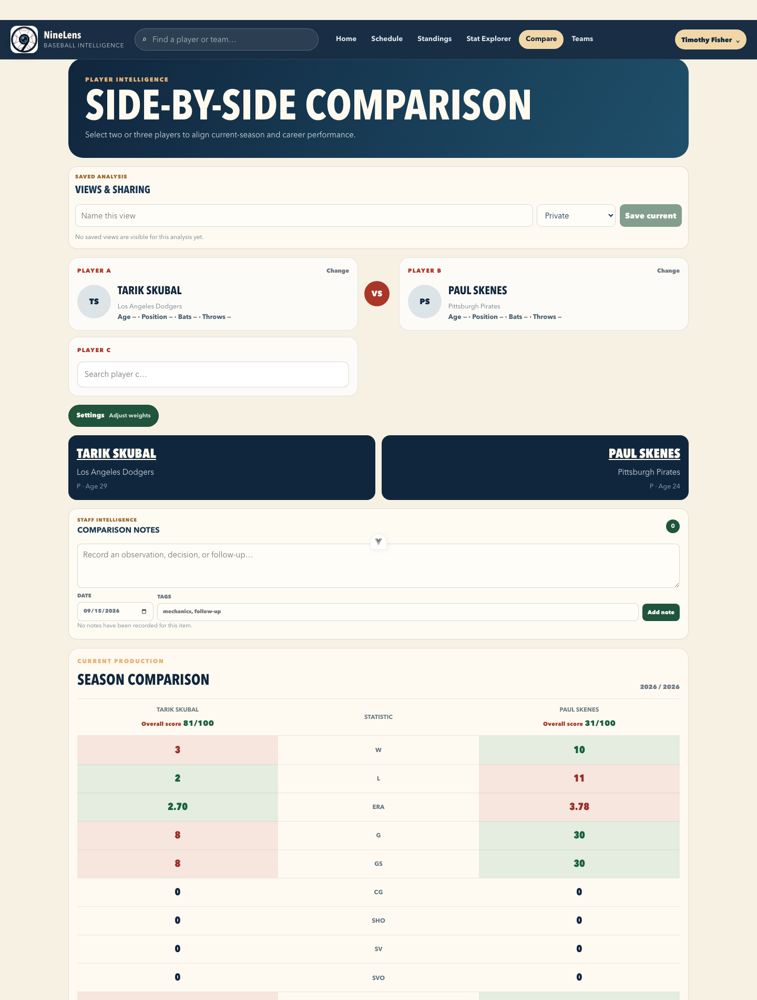 NineLens
BASEBALL INTELLIGENCE
Find a player or team...
Home Schedule Standings Stat Explorer Compare Teams
Timothy Fisher
PLAYER INTELLIGENCE
SIDE-BY-SIDE COMPARISON
Select two or three players to align current-season and career performance.
SAVED ANALYSIS
VIEWS & SHARING
Name this view Private Save current
No saved views are visible for this analysis yet.
PLAYER A Change
TS
TARIK SKUBAL
Los Angeles Dodgers
Age — · Position — · Bats — · Throws —
VS
PLAYER B Change
PS
PAUL SKENES
Pittsburgh Pirates
Age — · Position — · Bats — · Throws —
PLAYER C
Search player c...
Settings Adjust weights
TARIK SKUBAL
Los Angeles Dodgers
P · Age 29
PAUL SKENES
Pittsburgh Pirates
P · Age 24
STAFF INTELLIGENCE
COMPARISON NOTES
0
Record an observation, decision, or follow-up...
DATE TAGS
09/15/2026 mechanics, follow-up Add note
No notes have been recorded for this item.
CURRENT PRODUCTION
SEASON COMPARISON
2026 / 2026
TARIK SKUBAL STATISTIC PAUL SKENES
Overall score 81/100 Overall score 31/100
3 W 10
2 L 11
2.70 ERA 3.78
8 G 30
8 GS 30
0 CG 0
0 SHO 0
0 SV 0
0 SVO 0